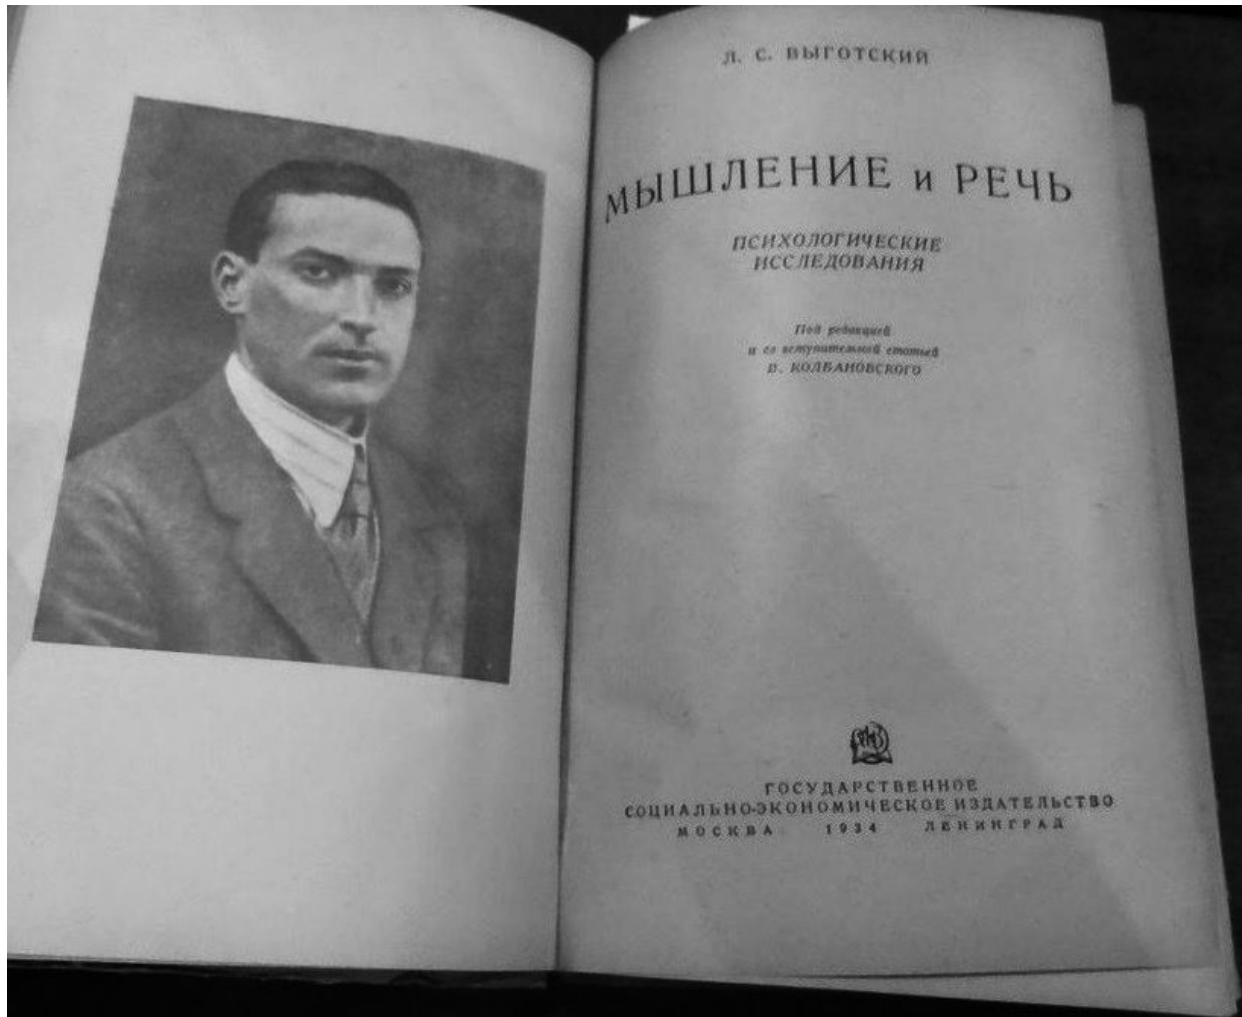 Л. С. ВЫГОТСКИЙ
МЫШЛЕНИЕ и РЕЧЬ
ПСИХОЛОГИЧЕСКИЕ
ИССЛЕДОВАНИЯ
Под редакцией
и со вступительной статьей
В. КОЛБАНОВСКОГО
ГОСУДАРСТВЕННОЕ
СОЦИАЛЬНО-ЭКОНОМИЧЕСКОЕ ИЗДАТЕЛЬСТВО
МОСКВА 1934 ЛЕНИНГРАД